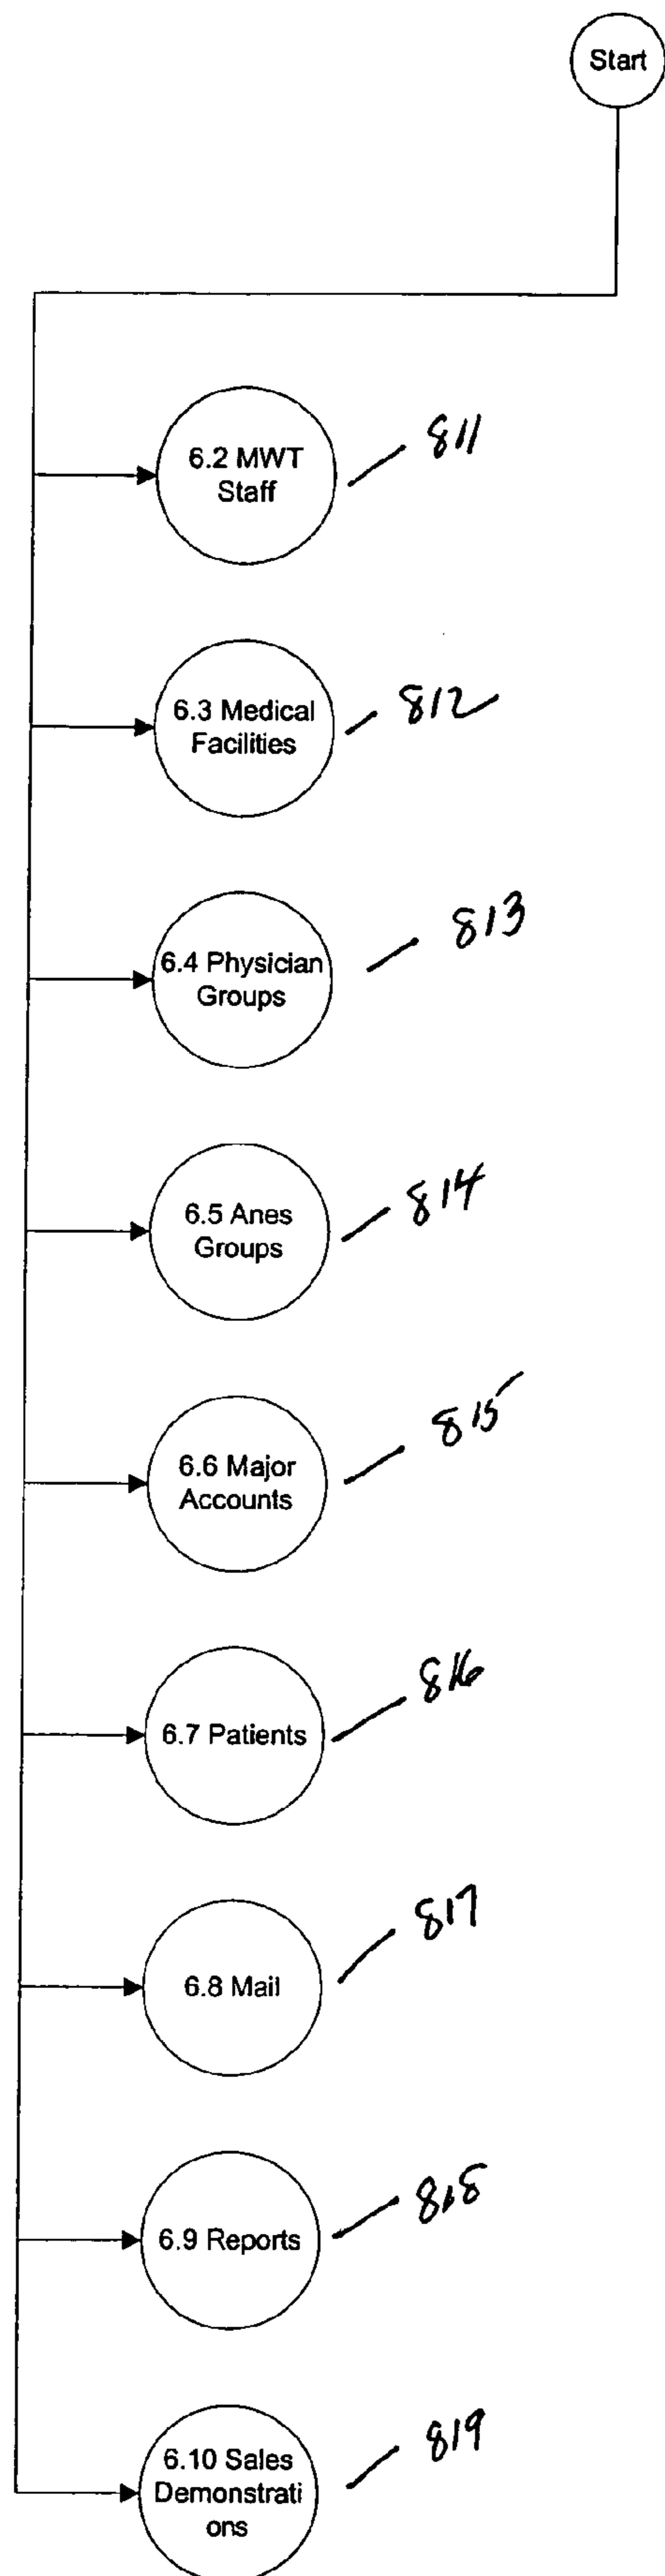 Start
6.2 MWT
Staff
811
6.3 Medical
Facilities
812
6.4 Physician
Groups
813
6.5 Anes
Groups
814
6.6 Major
Accounts
815
6.7 Patients
816
6.8 Mail
817
6.9 Reports
818
6.10 Sales
Demonstrati
ons
819